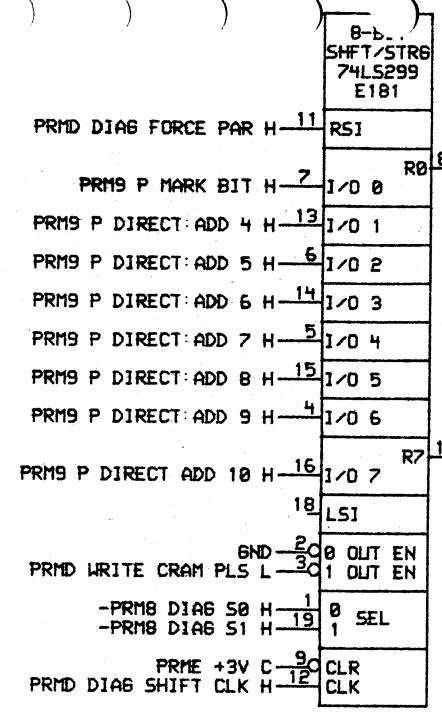 SHFT/STRG
74LS299
E181
PRMD DIAG FORCE PAR H 11 RSI
R0 8
PRM9 P MARK BIT H 7 I/O 0
PRM9 P DIRECT ADD 4 H 13 I/O 1
PRM9 P DIRECT ADD 5 H 6 I/O 2
PRM9 P DIRECT ADD 6 H 14 I/O 3
PRM9 P DIRECT ADD 7 H 5 I/O 4
PRM9 P DIRECT ADD 8 H 15 I/O 5
PRM9 P DIRECT ADD 9 H 4 I/O 6
R7 1
PRM9 P DIRECT ADD 10 H 16 I/O 7
18 LSI
GND 2 0 OUT EN
PRMD WRITE CRAM PLS L 3 1 OUT EN
-PRM8 DIAG S0 H 1 0 SEL
-PRM8 DIAG S1 H 19 1
PRME +3V C 9 CLR
PRMD DIAG SHIFT CLK H 12 CLK